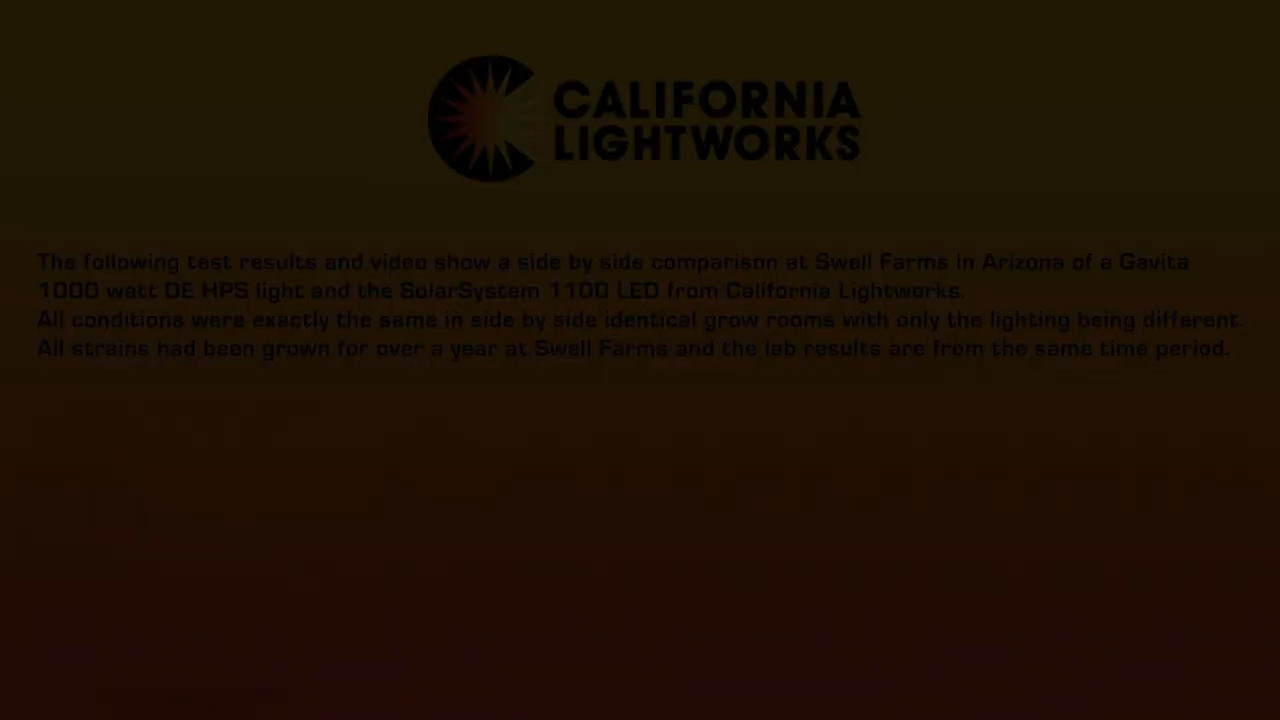 CALIFORNIA
LIGHTWORKS
The following test results and video show a side by side comparison at Swell Farms in Arizona of a Gavita
1000 watt DE HPS light and the SolarSystem 1100 LED from California Lightworks.
All conditions were exactly the same in side by side identical grow rooms with only the lighting being different.
All strains had been grown for over a year at Swell Farms and the lab results are from the same time period.